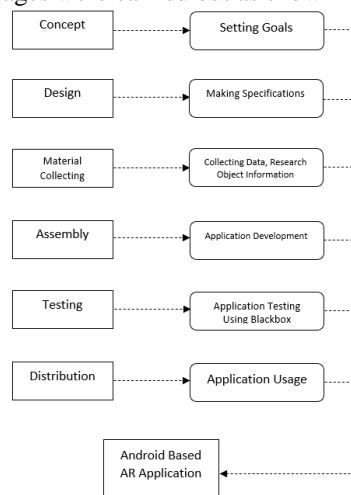 Concept
Setting Goals
Design
Making Specifications
Material
Collecting
Collecting Data, Research
Object Information
Assembly
Application Development
Testing
Application Testing
Using Blackbox
Distribution
Application Usage
Android Based
AR Application